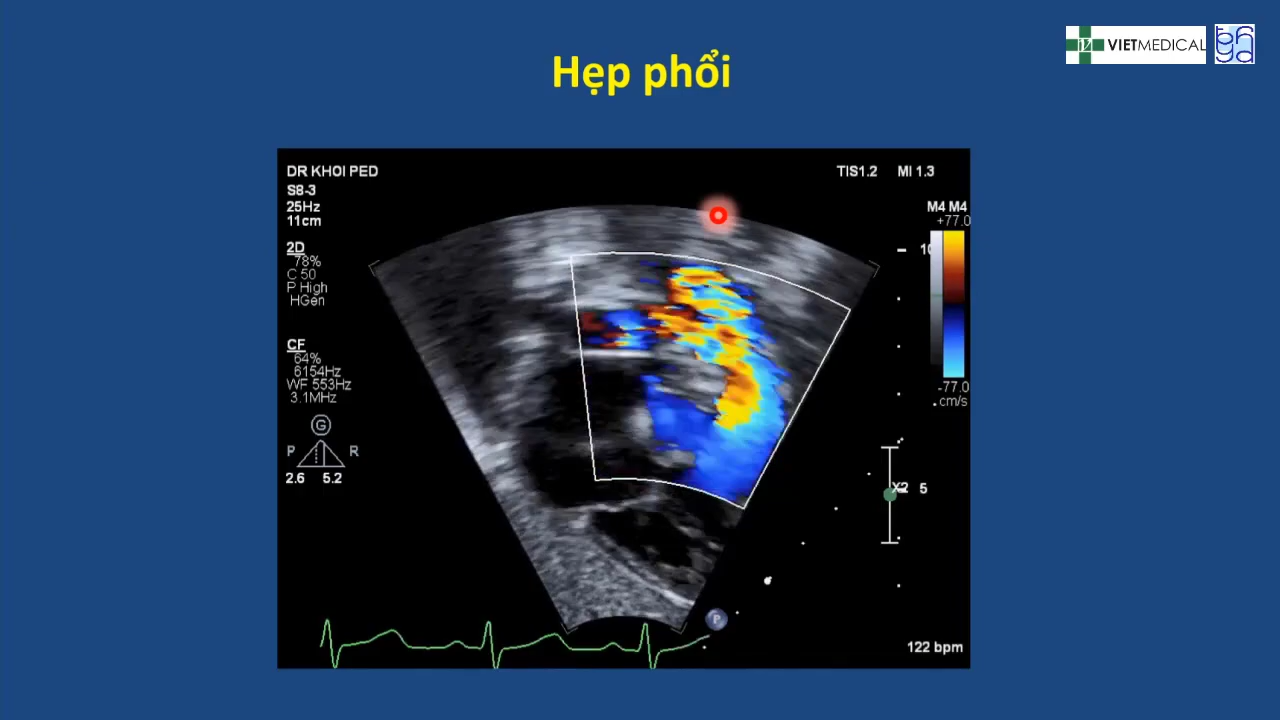 VIETMEDICAL
Hẹp phổi
DR KHOI PED
TIS1.2 MI 1.3
S8-3
25Hz
11cm
M4 M4
+77.0
2D
78%
C 50
P High
HGen
10
CF
64%
6154Hz
WF 553Hz
3.1MHz
-77.0
cm/s
G
P R
2.6 5.2
X2 5
P
122 bpm